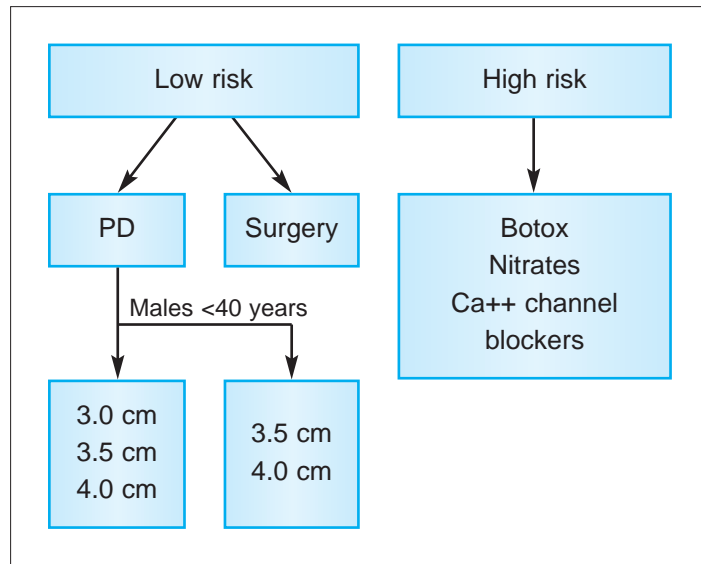 Low risk
High risk
PD
Surgery
Botox
Nitrates
Ca++ channel
blockers
Males <40 years
3.0 cm
3.5 cm
4.0 cm
3.5 cm
4.0 cm